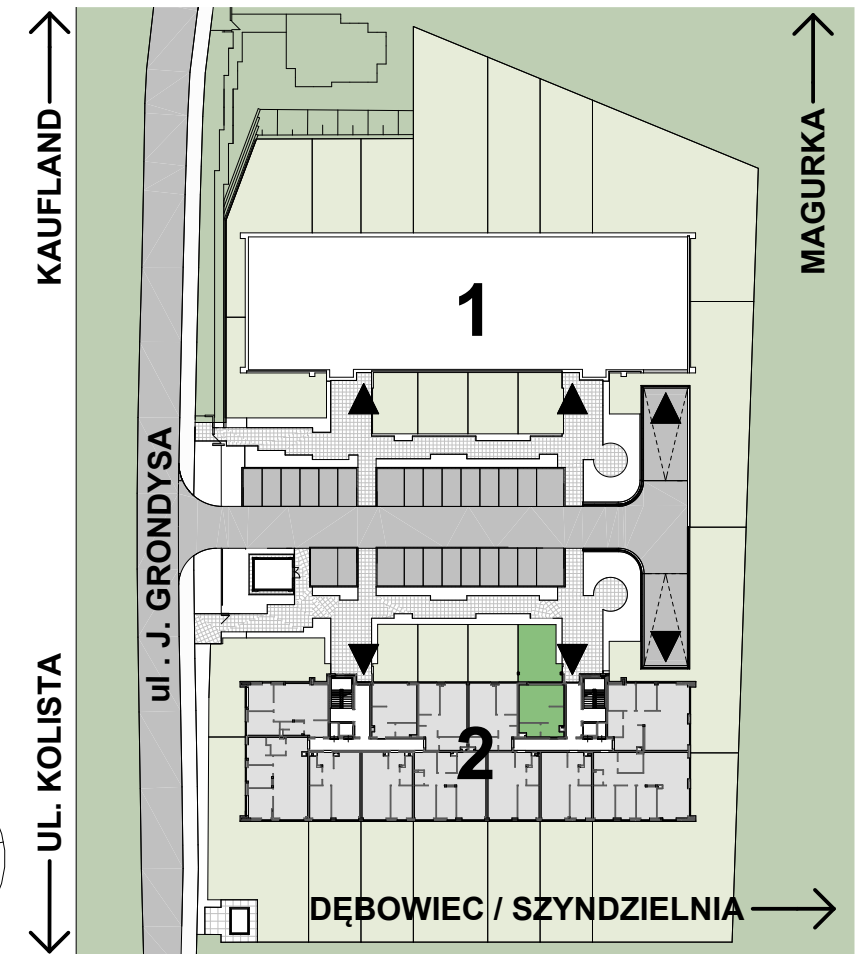 KAUFLAND
MAGURKA
1
ul . J. GRONDYSA
UL. KOLISTA
2
DĘBOWIEC / SZYNDZIELNIA